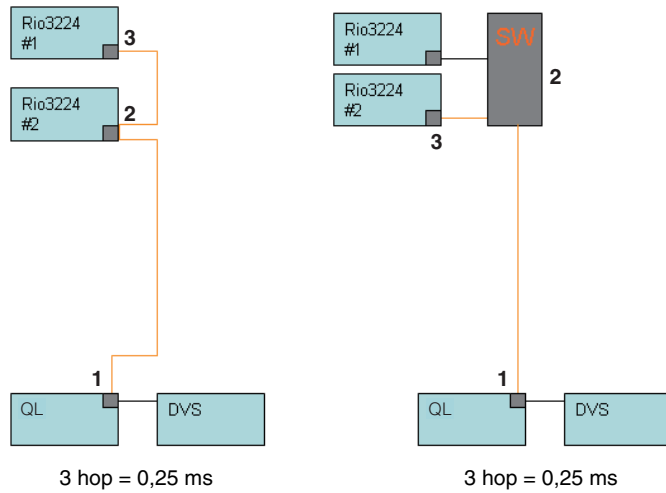 Rio3224
#1
3
Rio3224
#2
2
1
QL
DVS
3 hop = 0,25 ms
Rio3224
#1
SW
2
Rio3224
#2
3
1
QL
DVS
3 hop = 0,25 ms